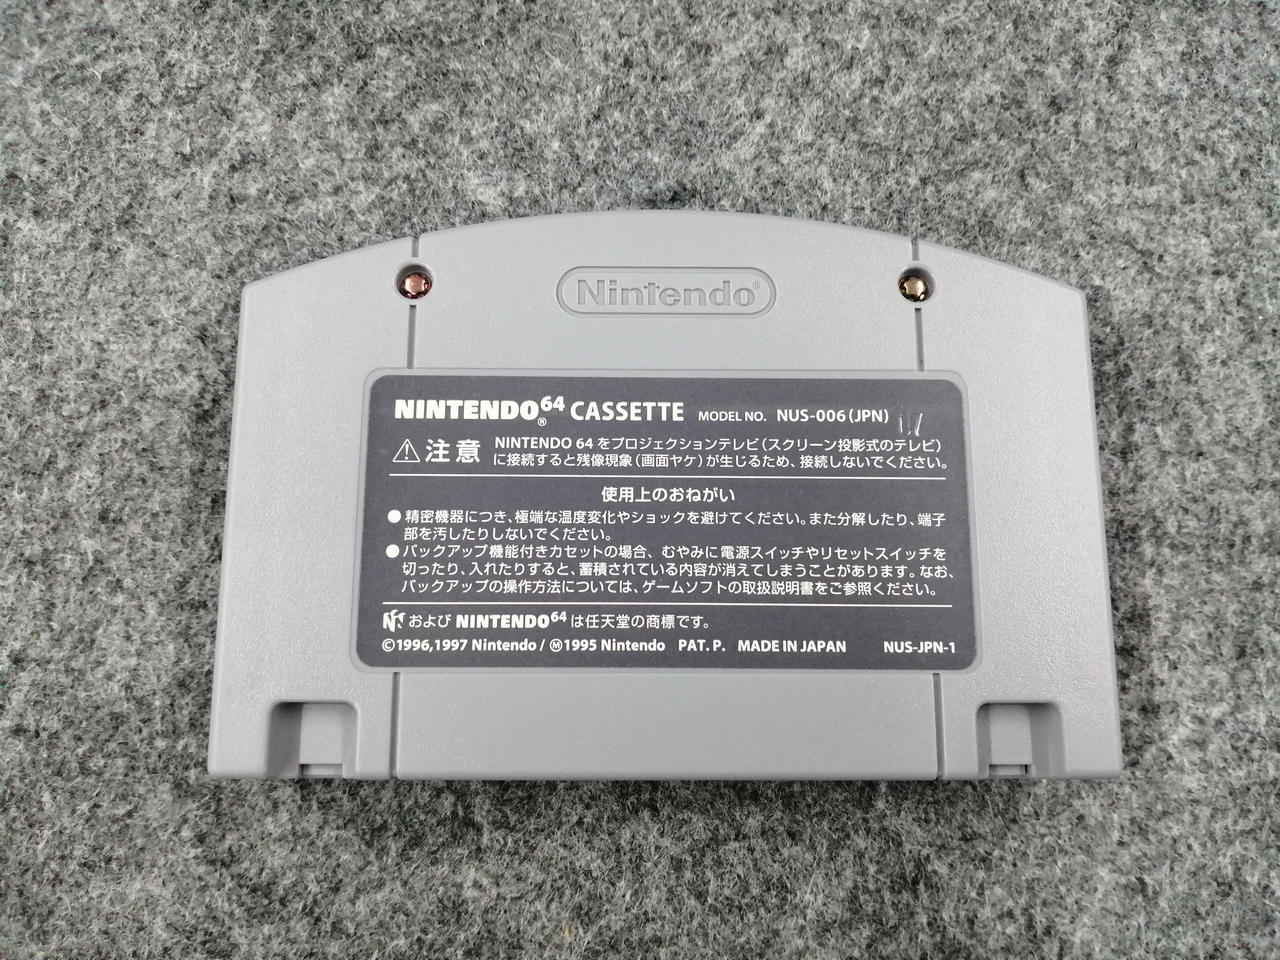 Nintendo®
NINTENDO64® CASSETTE MODEL NO. NUS-006(JPN)
注意 NINTENDO 64をプロジェクションテレビ(スクリーン投影式のテレビ)
に接続すると残像現象(画面ヤケ)が生じるため、接続しないでください。
使用上のおねがい
●精密機器につき、極端な温度変化やショックを避けてください。また分解したり、端子
部を汚したりしないでください。
●バックアップ機能付きカセットの場合、むやみに電源スイッチやリセットスイッチを
切ったり、入れたりすると、蓄積されている内容が消えてしまうことがあります。なお、
バックアップの操作方法については、ゲームソフトの取扱説明書をご参照ください。
および NINTENDO64 は任天堂の商標です。
©1996,1997 Nintendo/Ⓜ1995 Nintendo PAT. P. MADE IN JAPAN NUS-JPN-1